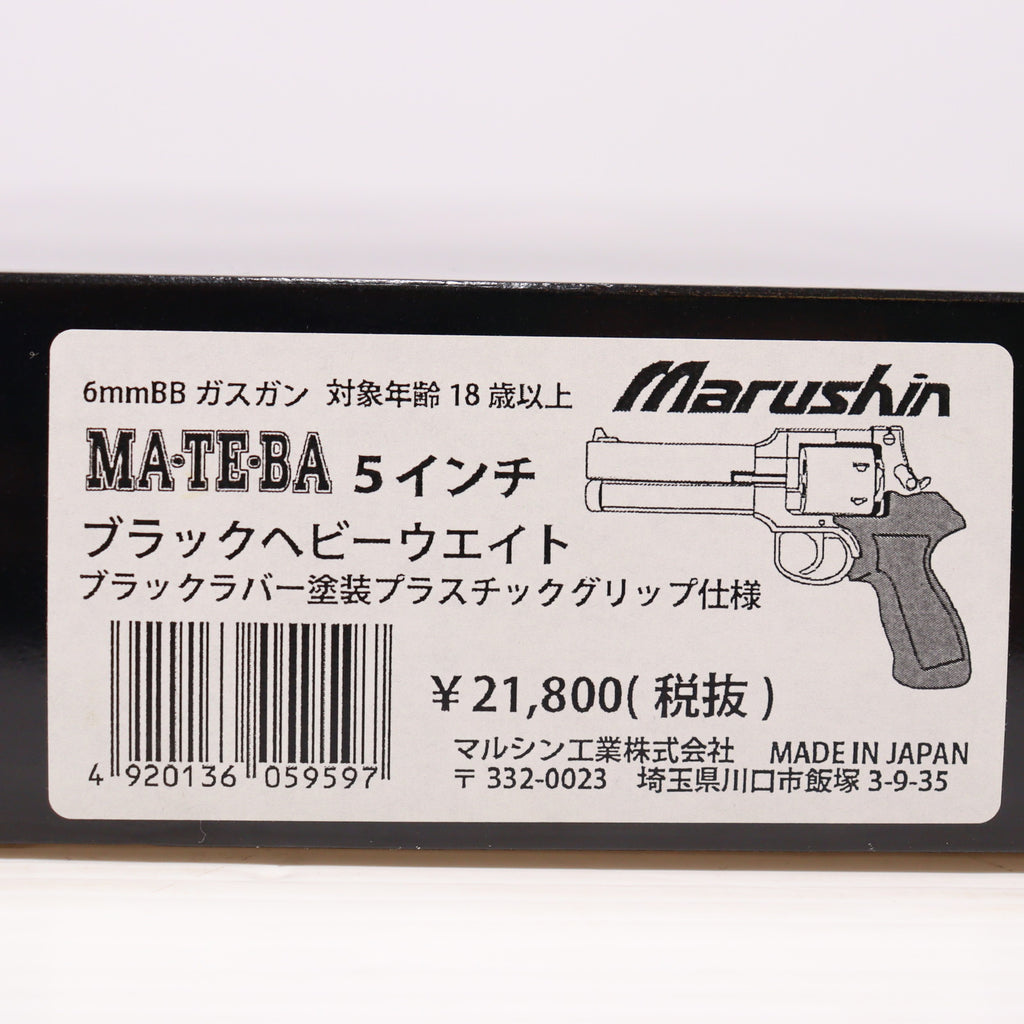 6mmBB ガスガン 対象年齢 18 歳以上
Marushin
MA・TE・BA 5インチ
ブラックヘビーウエイト
ブラックラバー塗装プラスチックグリップ仕様
¥21,800( 税抜 )
4 920136 059597
マルシン工業株式会社 MADE IN JAPAN
〒 332-0023 埼玉県川口市飯塚 3-9-35